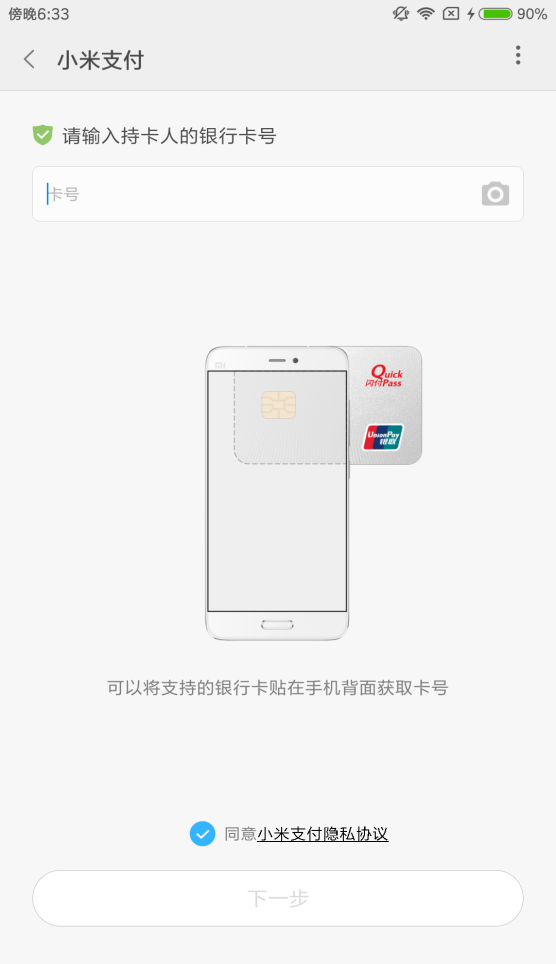 傍晚6:33
90%
小米支付
请输入持卡人的银行卡号
卡号
MI
Quick
闪付Pass
UnionPay
银联
可以将支持的银行卡贴在手机背面获取卡号
同意小米支付隐私协议
下一步